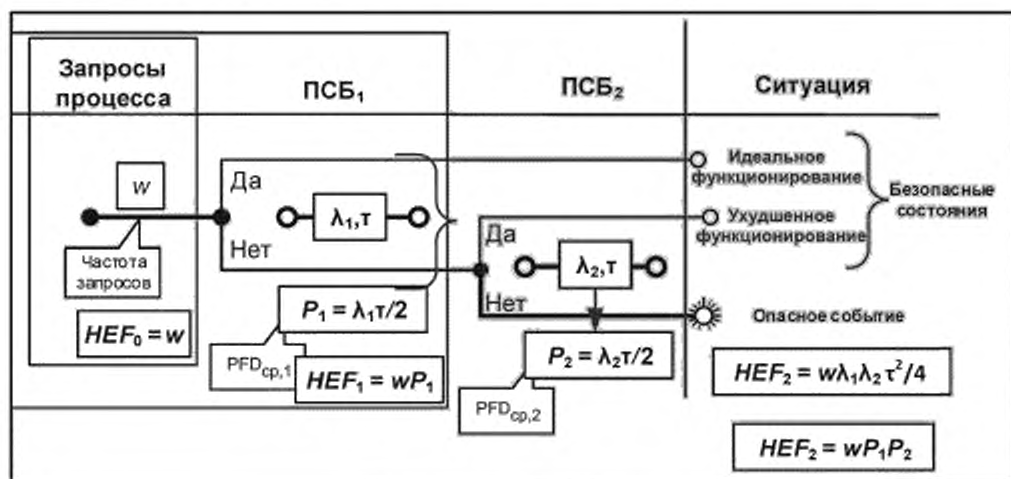 Запросы
процесса
ПСБ₁
ПСБ₂
Ситуация
w
Да
Нет
λ₁,τ
Частота
запросов
HEF₀ = w
P₁ = λ₁τ/2
PFDср,1
HEF₁ = wP₁
Да
Нет
λ₂,τ
P₂ = λ₂τ/2
PFDср,2
Идеальное
функционирование
Ухудшенное
функционирование
Безопасные
состояния
Опасное событие
HEF₂ = wλ₁λ₂τ²/4
HEF₂ = wP₁P₂